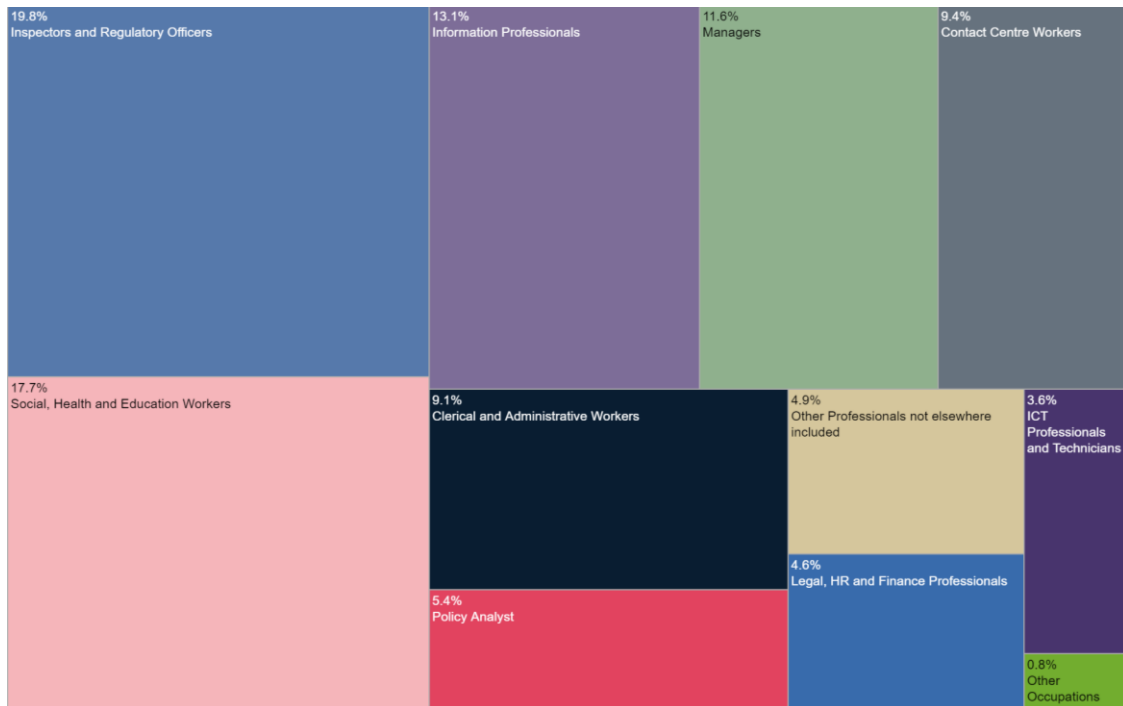 19.8%
Inspectors and Regulatory Officers
13.1%
Information Professionals
11.6%
Managers
9.4%
Contact Centre Workers
17.7%
Social, Health and Education Workers
9.1%
Clerical and Administrative Workers
4.9%
Other Professionals not elsewhere
included
3.6%
ICT
Professionals
and Technicians
4.6%
Legal, HR and Finance Professionals
5.4%
Policy Analyst
0.8%
Other
Occupations